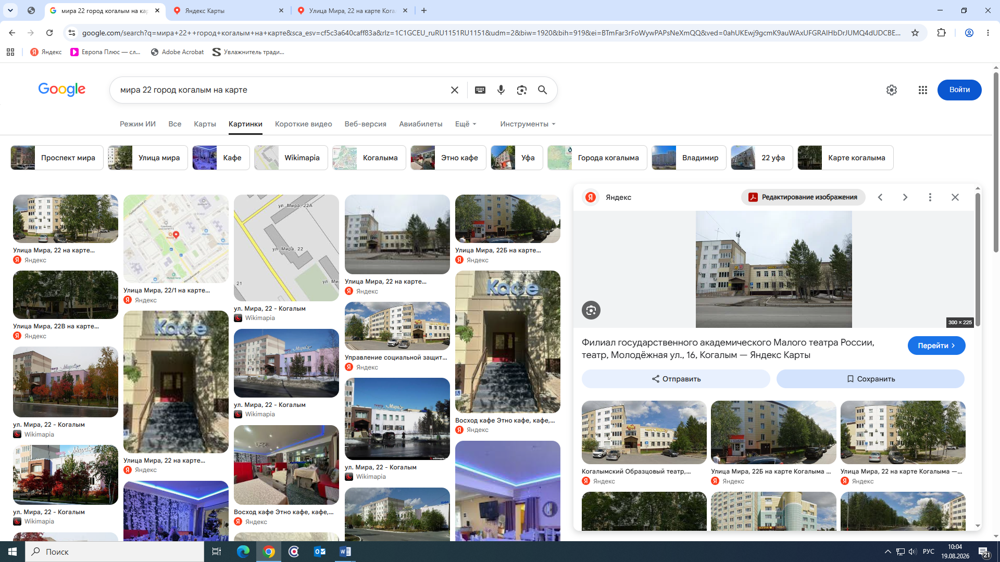 мира 22 город когалым на кар
Яндекс Карты
Улица Мира, 22 на карте Кога
google.com/search?q=мира+22++город+когалым+на+карте&sca_esv=cf5c3a640caff83a&rlz=1C1GCEU_ruRU1151RU1151&udm=2&biw=1920&bih=919&ei=BTmFar3rFoWywPAPsNeXmQQ&ved=0ahUKEwj9gcmK9auWAxUFGRAIHbDrJUMQ4dUDCBE...
Яндекс
Европа Плюс — сл...
Adobe Acrobat
Увлажнитель тради...
Google
мира 22 город когалым на карте
Войти
Режим ИИ
Все
Карты
Картинки
Короткие видео
Веб-версия
Авиабилеты
Ещё
Инструменты
Проспект мира
Улица мира
Кафе
Wikimapia
Когалыма
Этно кафе
Уфа
Города когалыма
Владимир
22 уфа
Карте когалыма
Улица Мира, 22 на карте...
Яндекс
Улица Мира, 22В на карте...
Яндекс
ул. Мира, 22 - Когалым
Wikimapia
ул. Мира, 22 - Когалым
Wikimapia
Улица Мира, 22/1 на карте...
Яндекс
Кафе
Улица Мира, 22 на карте...
Яндекс
ул. Мира, 22А
ул. Мира, 22
21
ул. Ми
ул. Мира, 22 - Когалым
Wikimapia
ул. Мира, 22 - Когалым
Wikimapia
Восход кафе Этно кафе, кафе,...
Яндекс
Улица Мира, 22 на карте...
Яндекс
Управление социальной защит...
Яндекс
театр Мираж
ул. Мира, 22 - Когалым
Wikimapia
Улица Мира, 22Б на карте...
Яндекс
Кафе
Восход кафе Этно кафе, кафе,...
Яндекс
Яндекс
Редактирование изображения
300 × 225
Филиал государственного академического Малого театра России,
театр, Молодёжная ул., 16, Когалым — Яндекс Карты
Перейти
Отправить
Сохранить
Когалымский Образцовый театр,...
Яндекс
Улица Мира, 22Б на карте Когалыма ...
Яндекс
Улица Мира, 22 на карте Когалыма —...
Яндекс
Поиск
РУС
10:04
19.08.2026
21